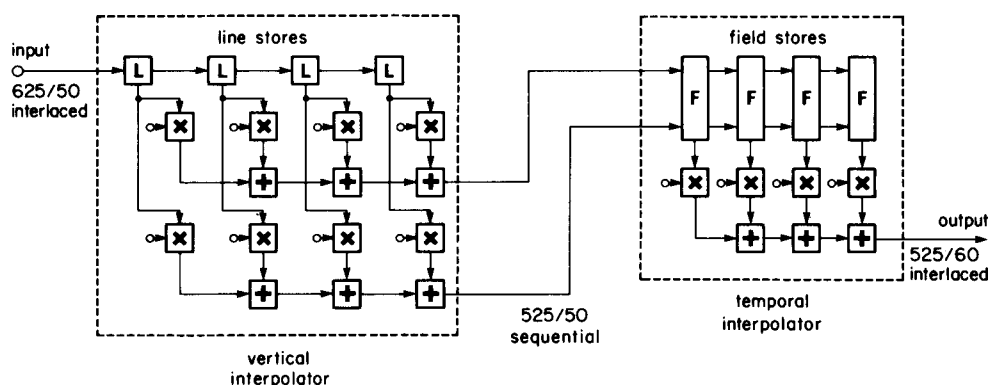 line stores
field stores
input
625/50
interlaced
L
L
L
L
F
F
F
F
×
×
×
×
+
+
+
×
×
×
×
+
+
+
×
×
×
×
+
+
+
output
525/60
interlaced
525/50
sequential
temporal
interpolator
vertical
interpolator